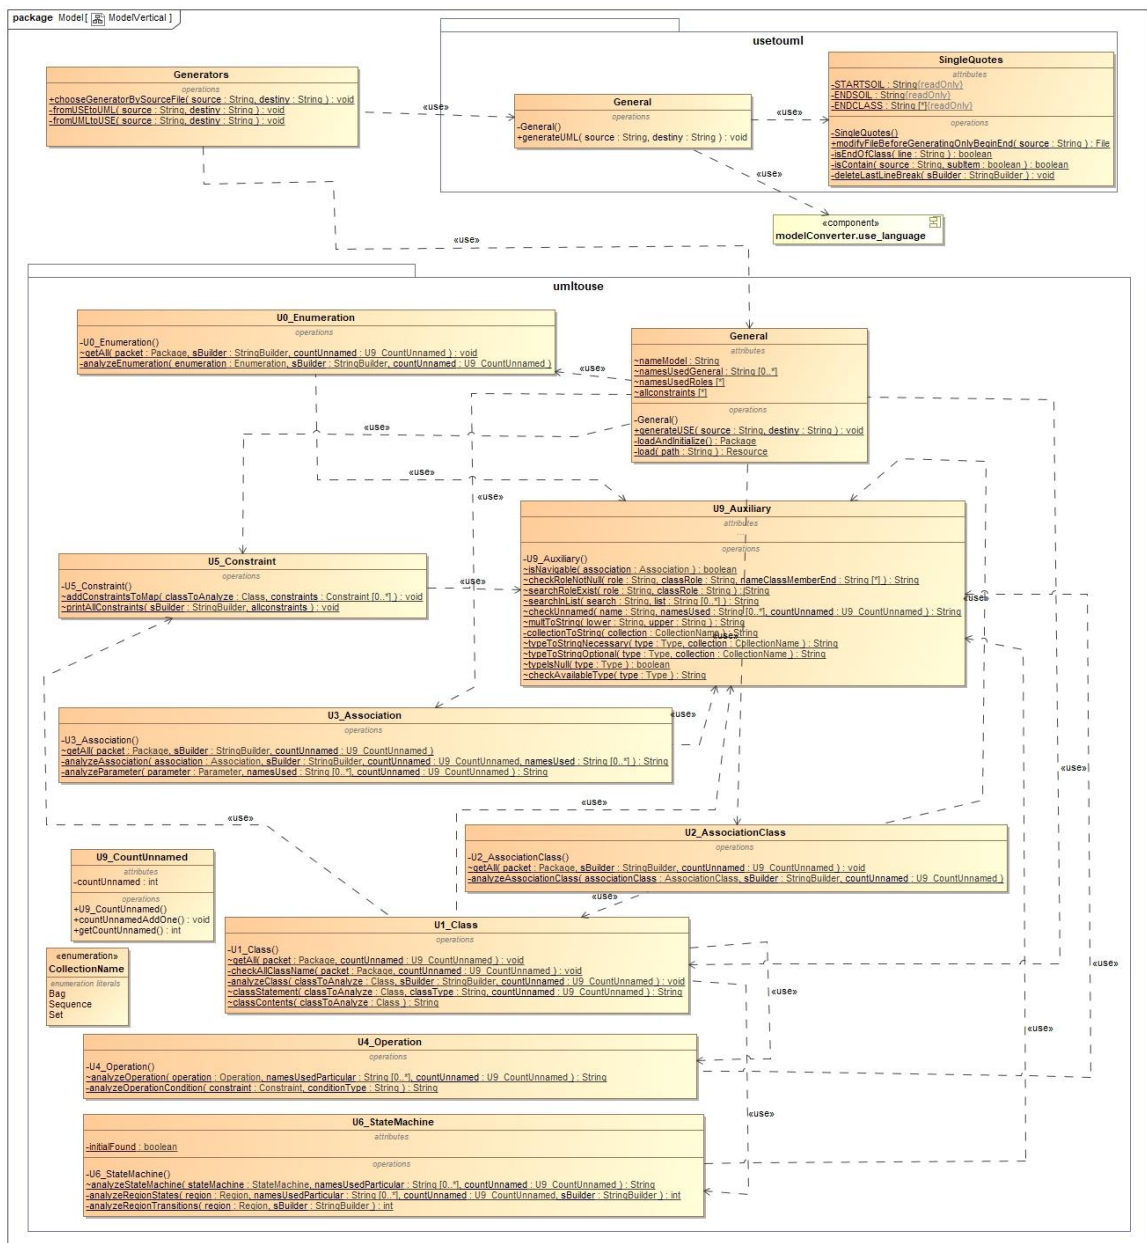 package Model [ ModelVertical ]
usetouml
Generators
operations
+chooseGeneratorBySourceFile( source : String, destiny : String ) : void
-fromUSEtoUML( source : String, destiny : String ) : void
-fromUMLtoUSE( source : String, destiny : String ) : void
«use»
General
operations
-General()
+generateUML( source : String, destiny : String ) : void
«use»
SingleQuotes
attributes
-STARTSOIL : String{readOnly}
-ENDSOIL : String{readOnly}
-ENDCLASS : String [*]{readOnly}
operations
-SingleQuotes()
+modifyFileBeforeGeneratingOnlyBeginEnd( source : String ) : File
-isEndOfClass( line : String ) : boolean
-isContain( source : String, subItem : boolean ) : boolean
-deleteLastLineBreak( sBuilder : StringBuilder ) : void
«use»
«component»
modelConverter.use_language
«use»
umltouse
U0_Enumeration
operations
-U0_Enumeration()
~getAll( packet : Package, sBuilder : StringBuilder, countUnnamed : U9_CountUnnamed ) : void
-analyzeEnumeration( enumeration : Enumeration, sBuilder : StringBuilder, countUnnamed : U9_CountUnnamed )
«use»
General
attributes
~nameModel : String
~namesUsedGeneral : String [0..*]
~namesUsedRoles [*]
~allconstraints [*]
operations
-General()
+generateUSE( source : String, destiny : String ) : void
-loadAndInitialize() : Package
-load( path : String ) : Resource
«use»
«use»
«use»
U9_Auxiliary
attributes
operations
-U9_Auxiliary()
~isNavigable( association : Association ) : boolean
~checkRoleNotNull( role : String, classRole : String, nameClassMemberEnd : String [*] ) : String
~searchRoleExist( role : String, classRole : String ) : String
~searchInList( search : String, list : String [0..*] ) : String
~checkUnnamed( name : String, namesUsed : String [0..*], countUnnamed : U9_CountUnnamed ) : String
~multToString( lower : String, upper : String ) : String
-collectionToString( collection : CollectionName ) : String
~typeToStringNecessary( type : Type, collection : CollectionName ) : String
~typeToStringOptional( type : Type, collection : CollectionName ) : String
~typeIsNull( type : Type ) : boolean
~checkAvailableType( type : Type ) : String
«use»
«use»
U5_Constraint
operations
-U5_Constraint()
~addConstraintsToMap( classToAnalyze : Class, constraints : Constraint [0..*] ) : void
~printAllConstraints( sBuilder : StringBuilder, allconstraints ) : void
«use»
U3_Association
operations
-U3_Association()
~getAll( packet : Package, sBuilder : StringBuilder, countUnnamed : U9_CountUnnamed )
-analyzeAssociation( association : Association, sBuilder : StringBuilder, countUnnamed : U9_CountUnnamed, namesUsed : String [0..*] ) : String
-analyzeParameter( parameter : Parameter, namesUsed : String [0..*], countUnnamed : U9_CountUnnamed ) : String
«use»
«use»
«use»
«use»
U2_AssociationClass
operations
-U2_AssociationClass()
~getAll( packet : Package, sBuilder : StringBuilder, countUnnamed : U9_CountUnnamed ) : void
-analyzeAssociationClass( associationClass : AssociationClass, sBuilder : StringBuilder, countUnnamed : U9_CountUnnamed )
«use»
U9_CountUnnamed
attributes
-countUnnamed : int
operations
+U9_CountUnnamed()
+countUnnamedAddOne() : void
+getCountUnnamed() : int
U1_Class
operations
-U1_Class()
~getAll( packet : Package, countUnnamed : U9_CountUnnamed ) : void
-checkAllClassName( packet : Package, countUnnamed : U9_CountUnnamed ) : void
-analyzeClass( classToAnalyze : Class, sBuilder : StringBuilder, countUnnamed : U9_CountUnnamed ) : void
~classStatement( classToAnalyze : Class, classType : String, countUnnamed : U9_CountUnnamed ) : String
~classContents( classToAnalyze : Class ) : String
«enumeration»
CollectionName
enumeration literals
Bag
Sequence
Set
«use»
«use»
«use»
U4_Operation
operations
-U4_Operation()
~analyzeOperation( operation : Operation, namesUsedParticular : String [0..*], countUnnamed : U9_CountUnnamed ) : String
-analyzeOperationCondition( constraint : Constraint, conditionType : String ) : String
«use»
U6_StateMachine
attributes
-initialFound : boolean
operations
-U6_StateMachine()
~analyzeStateMachine( stateMachine : StateMachine, namesUsedParticular : String [0..*], countUnnamed : U9_CountUnnamed ) : String
-analyzeRegionStates( region : Region, namesUsedParticular : String [0..*], countUnnamed : U9_CountUnnamed, sBuilder : StringBuilder ) : int
-analyzeRegionTransitions( region : Region, sBuilder : StringBuilder ) : int